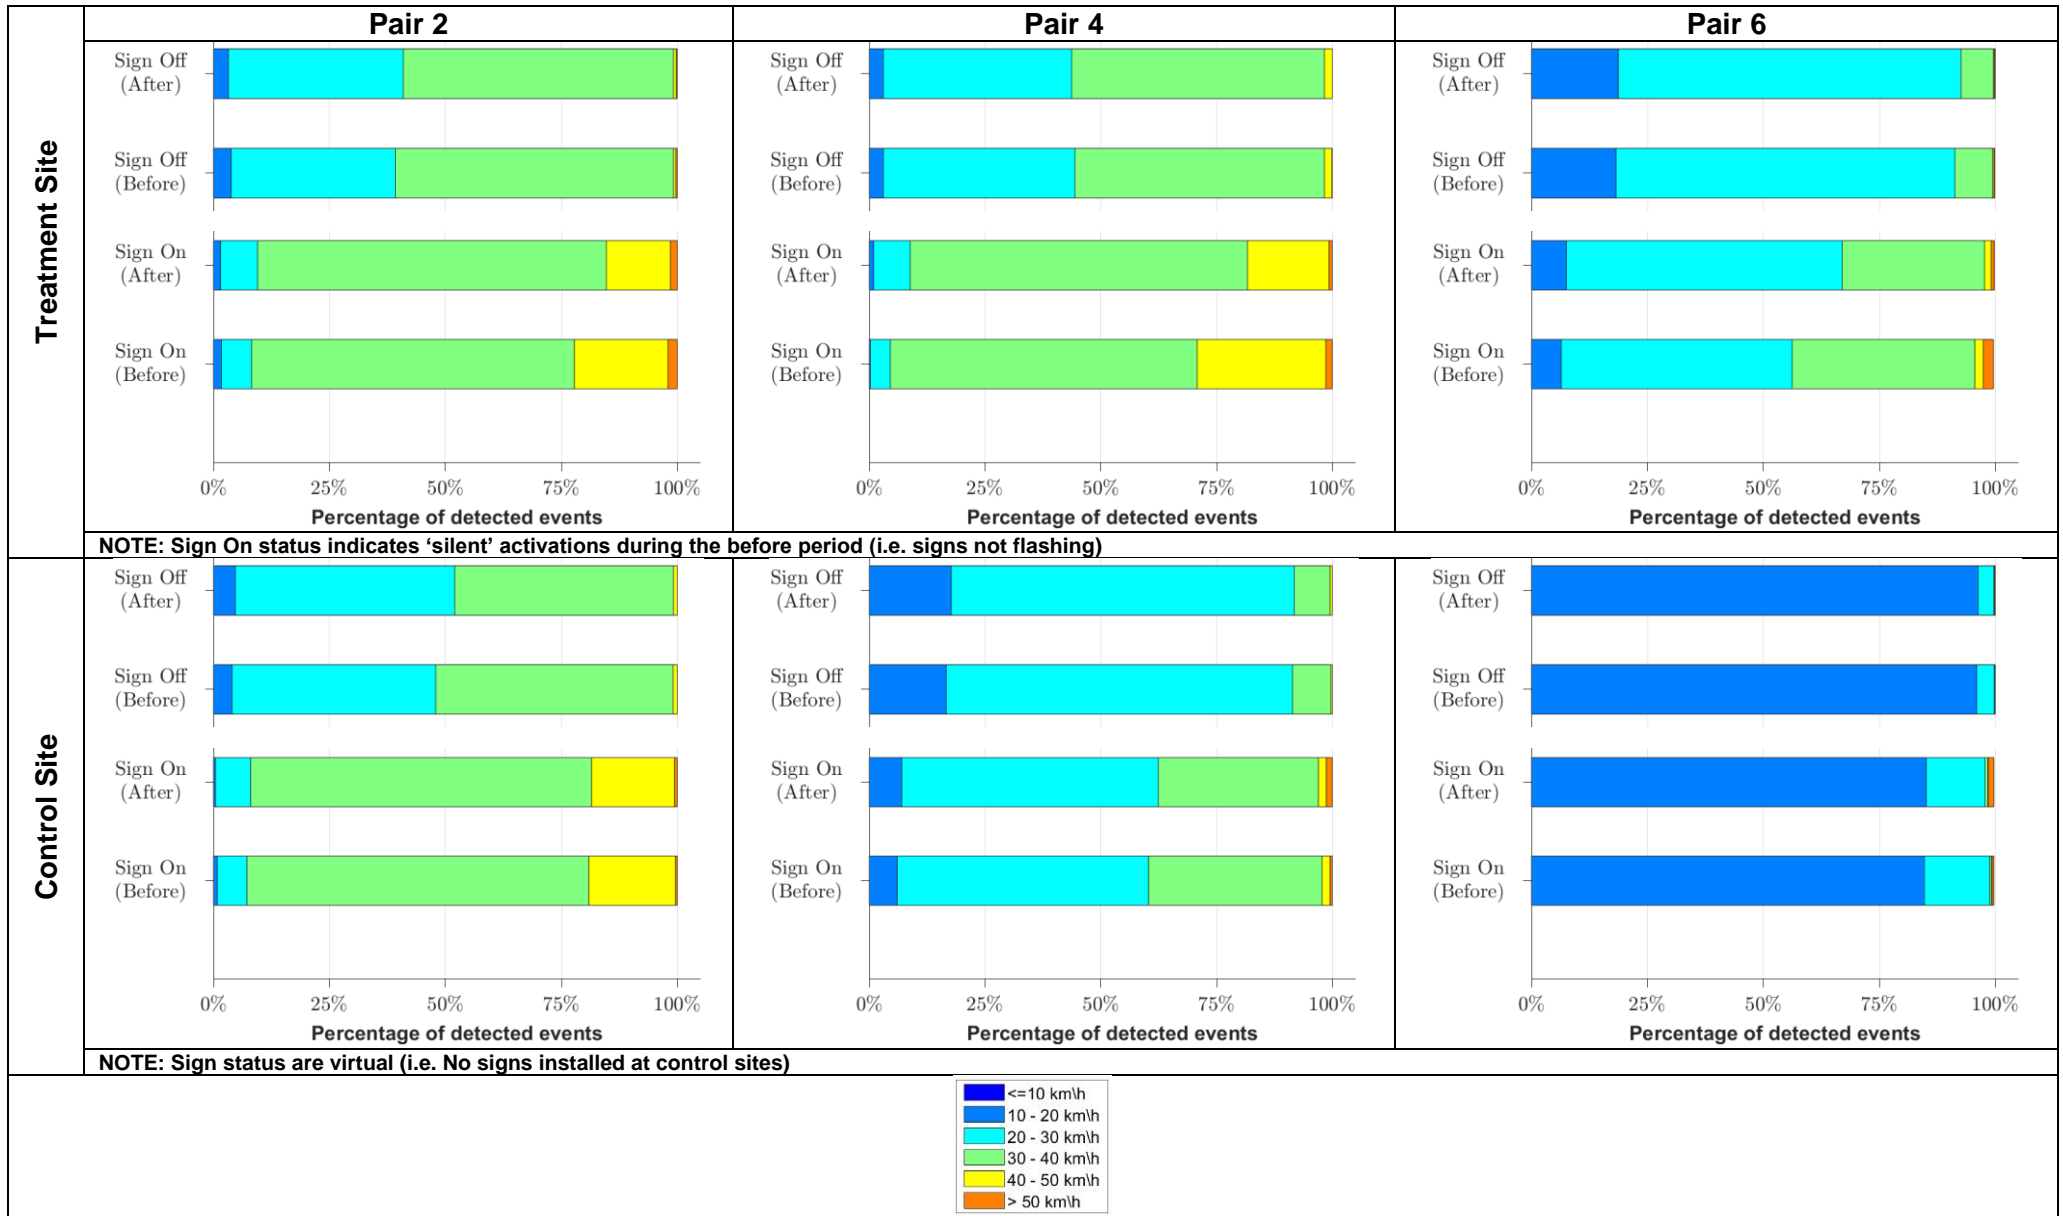 Pair 2
Pair 4
Pair 6
Treatment Site
Sign Off
(After)
Sign Off
(Before)
Sign On
(After)
Sign On
(Before)
0% 25% 50% 75% 100%
Percentage of detected events
Sign Off
(After)
Sign Off
(Before)
Sign On
(After)
Sign On
(Before)
0% 25% 50% 75% 100%
Percentage of detected events
Sign Off
(After)
Sign Off
(Before)
Sign On
(After)
Sign On
(Before)
0% 25% 50% 75% 100%
Percentage of detected events
NOTE: Sign On status indicates ‘silent’ activations during the before period (i.e. signs not flashing)
Control Site
Sign Off
(After)
Sign Off
(Before)
Sign On
(After)
Sign On
(Before)
0% 25% 50% 75% 100%
Percentage of detected events
Sign Off
(After)
Sign Off
(Before)
Sign On
(After)
Sign On
(Before)
0% 25% 50% 75% 100%
Percentage of detected events
Sign Off
(After)
Sign Off
(Before)
Sign On
(After)
Sign On
(Before)
0% 25% 50% 75% 100%
Percentage of detected events
NOTE: Sign status are virtual (i.e. No signs installed at control sites)
<=10 km\h
10 - 20 km\h
20 - 30 km\h
30 - 40 km\h
40 - 50 km\h
> 50 km\h